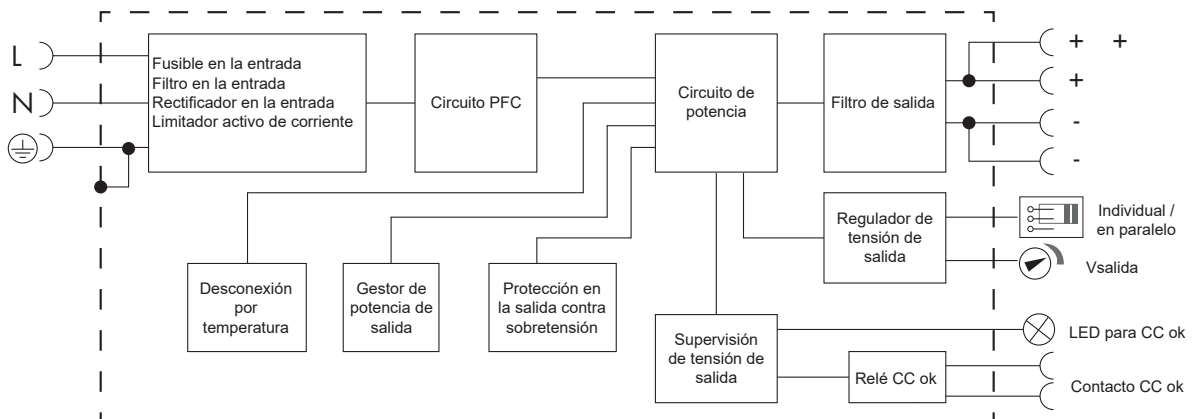 L
N
Fusible en la entrada
Filtro en la entrada
Rectificador en la entrada
Limitador activo de corriente
Circuito PFC
Circuito de
potencia
Filtro de salida
+ +
+
-
-
Regulador de
tensión de
salida
Individual /
en paralelo
Vsalida
Desconexión
por
temperatura
Gestor de
potencia de
salida
Protección en
la salida contra
sobretensión
Supervisión
de tensión de
salida
Relé CC ok
LED para CC ok
Contacto CC ok